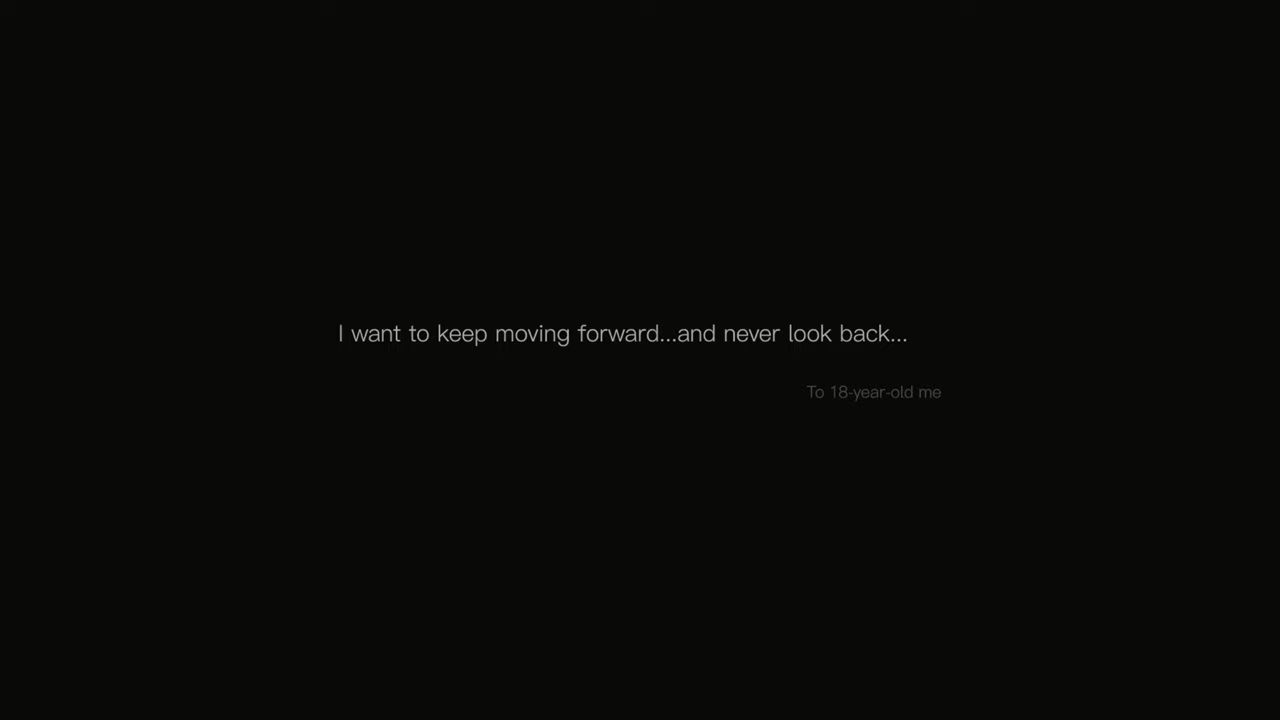 I want to keep moving forward...and never look back...
To 18-year-old me